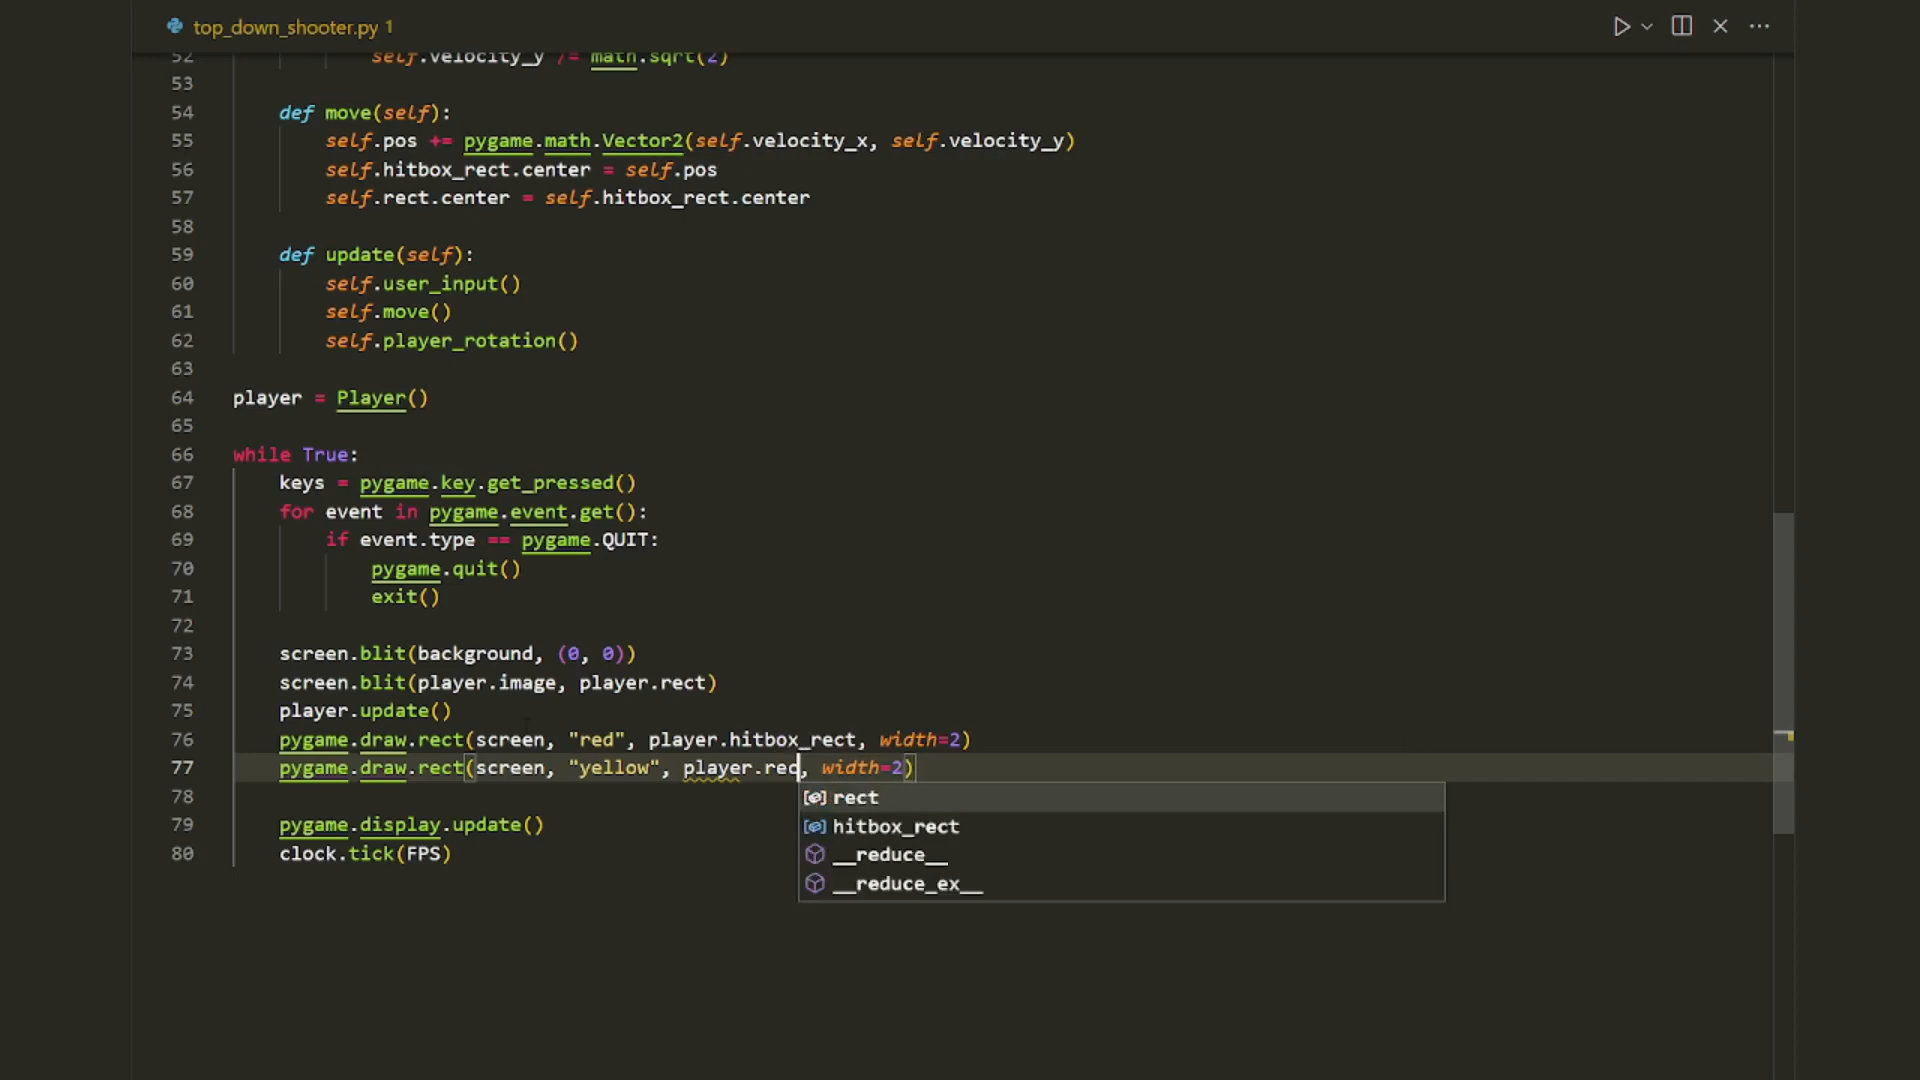 top_down_shooter.py 1
52 self.velocity_y /= math.sqrt(2)
53
54 def move(self):
55 self.pos += pygame.math.Vector2(self.velocity_x, self.velocity_y)
56 self.hitbox_rect.center = self.pos
57 self.rect.center = self.hitbox_rect.center
58
59 def update(self):
60 self.user_input()
61 self.move()
62 self.player_rotation()
63
64 player = Player()
65
66 while True:
67 keys = pygame.key.get_pressed()
68 for event in pygame.event.get():
69 if event.type == pygame.QUIT:
70 pygame.quit()
71 exit()
72
73 screen.blit(background, (0, 0))
74 screen.blit(player.image, player.rect)
75 player.update()
76 pygame.draw.rect(screen, "red", player.hitbox_rect, width=2)
77 pygame.draw.rect(screen, "yellow", player.rec, width=2)
78 rect
hitbox_rect
79 pygame.display.update()
80 clock.tick(FPS)
__reduce__
__reduce_ex__